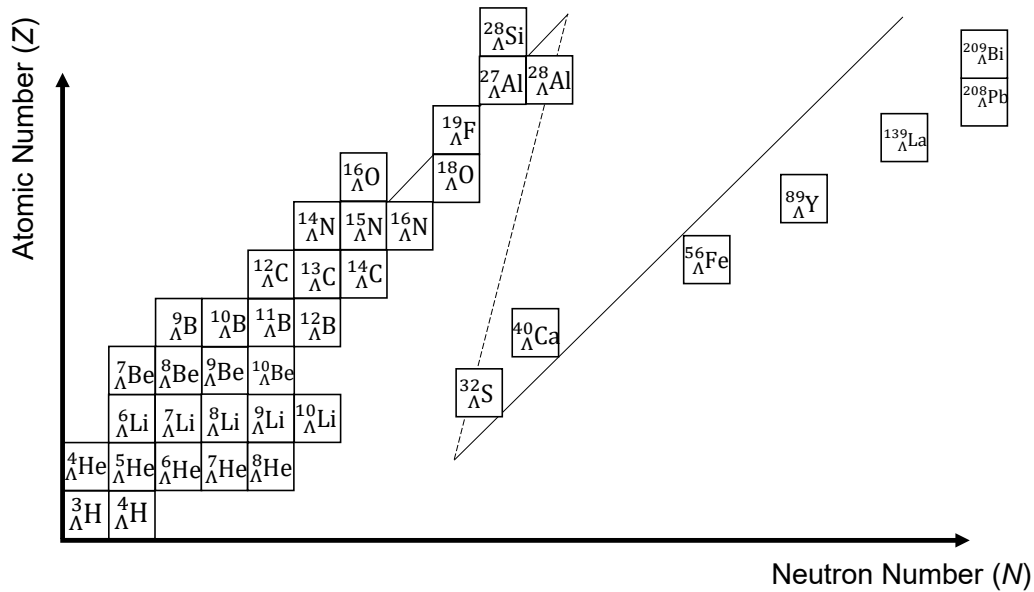 Atomic Number (Z)
²⁸ΛSi
²⁷ΛAl ²⁸ΛAl
¹⁹ΛF
¹⁶ΛO ¹⁸ΛO
¹⁴ΛN ¹⁵ΛN ¹⁶ΛN
¹²ΛC ¹³ΛC ¹⁴ΛC
⁹ΛB ¹⁰ΛB ¹¹ΛB ¹²ΛB
⁷ΛBe ⁸ΛBe ⁹ΛBe ¹⁰ΛBe
⁶ΛLi ⁷ΛLi ⁸ΛLi ⁹ΛLi ¹⁰ΛLi
⁴ΛHe ⁵ΛHe ⁶ΛHe ⁷ΛHe ⁸ΛHe
³ΛH ⁴ΛH
²⁰⁹ΛBi
²⁰⁸ΛPb
¹³⁹ΛLa
⁸⁹ΛY
⁵⁶ΛFe
⁴⁰ΛCa
³²ΛS
Neutron Number (N)